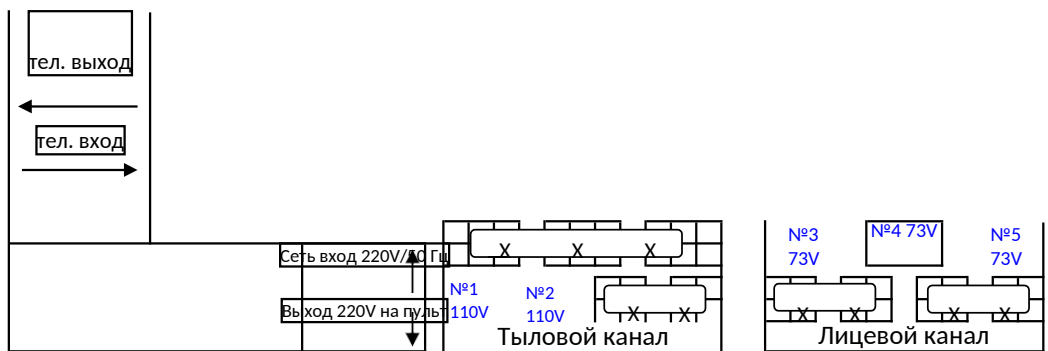 тел. выход
тел. вход
Сеть вход 220V/50 Гц
Выход 220V на пульт
№1
110V
№2
110V
X X X
X X
Тыловой канал
№3
73V
№4 73V
№5
73V
X X X X
Лицевой канал